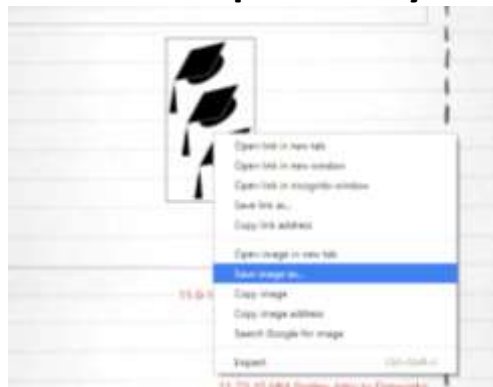 Open link in new tab
Open link in new window
Open link in incognito window
Save link as...
Copy link address
Open image in new tab
Save image as...
Copy image
Copy image address
Search Google for image
Inspect